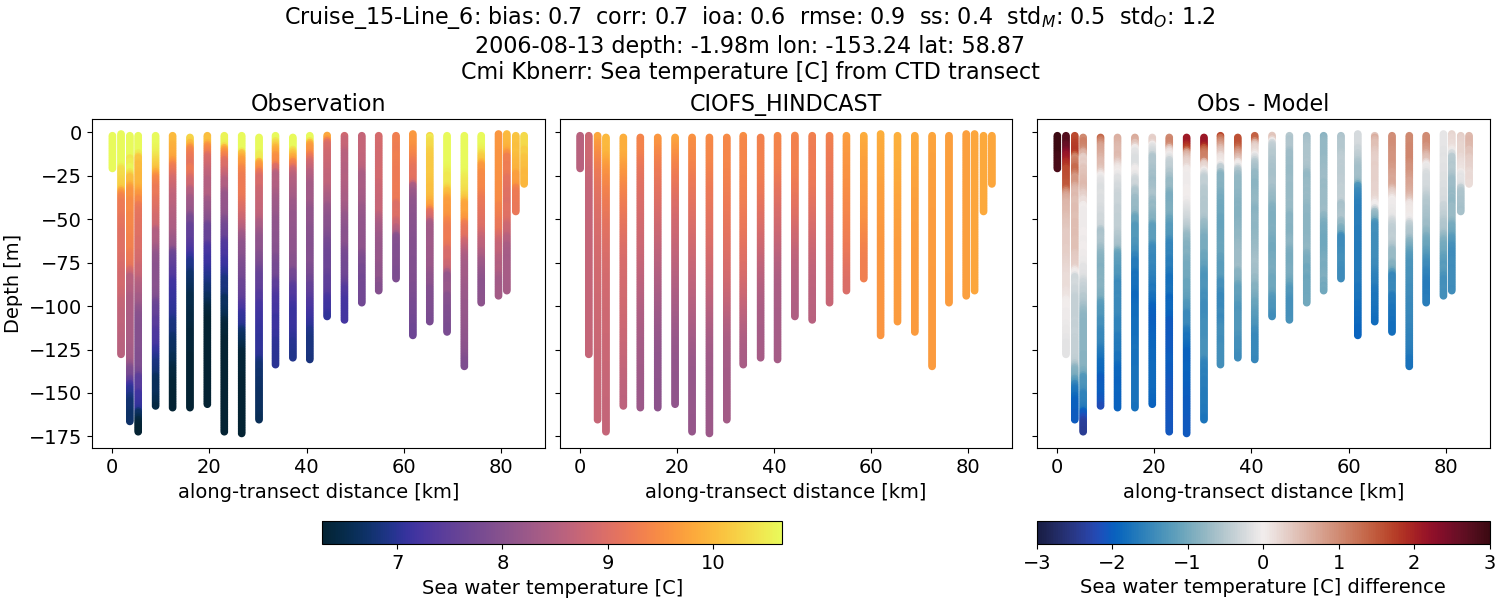 Cruise_15-Line_6: bias: 0.7 corr: 0.7 ioa: 0.6 rmse: 0.9 ss: 0.4 std_M: 0.5 std_O: 1.2
2006-08-13 depth: -1.98m lon: -153.24 lat: 58.87
Cmi Kbnerr: Sea temperature [C] from CTD transect
Observation
CIOFS_HINDCAST
Obs - Model
Depth [m]
0
−25
−50
−75
−100
−125
−150
−175
0 20 40 60 80
0 20 40 60 80
0 20 40 60 80
along-transect distance [km]
along-transect distance [km]
along-transect distance [km]
7 8 9 10
Sea water temperature [C]
−3 −2 −1 0 1 2 3
Sea water temperature [C] difference